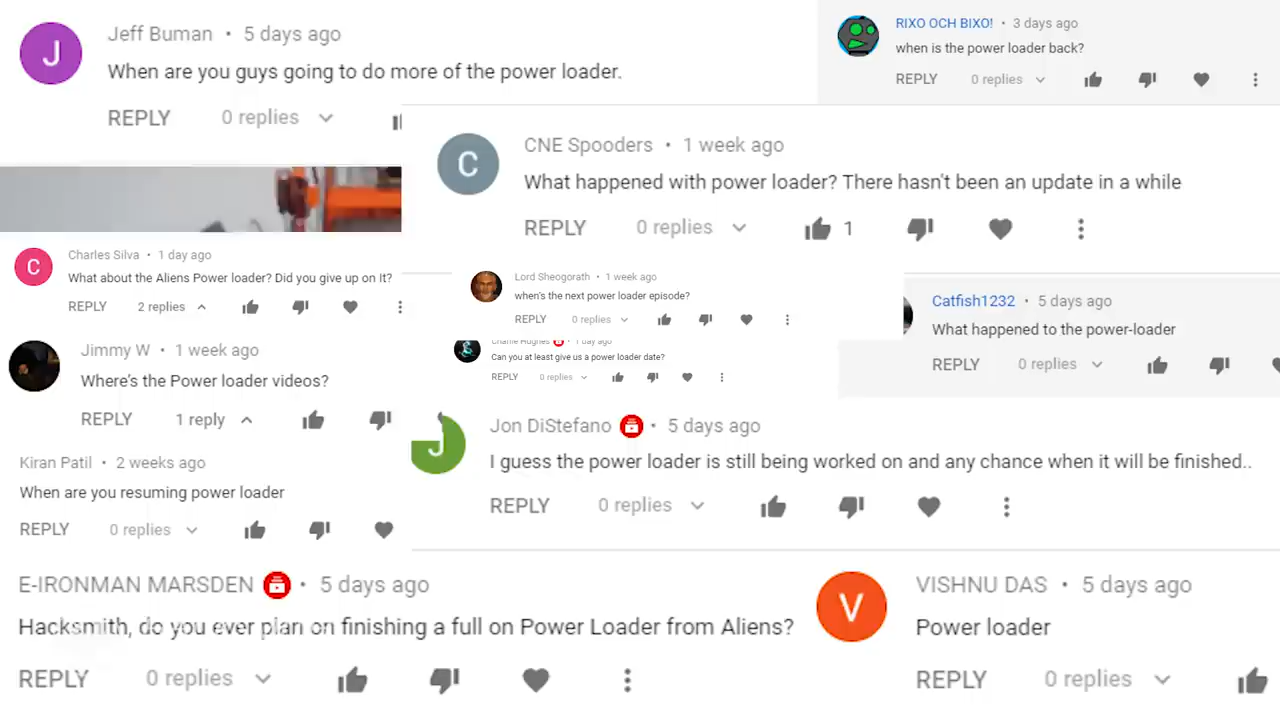 J
Jeff Buman • 5 days ago
When are you guys going to do more of the power loader.
REPLY 0 replies
RIXO OCH BIXO! • 3 days ago
when is the power loader back?
REPLY 0 replies
C
CNE Spooders • 1 week ago
What happened with power loader? There hasn't been an update in a while
REPLY 0 replies 1
C
Charles Silva • 1 day ago
What about the Aliens Power loader? Did you give up on It?
REPLY 2 replies
Lord Sheogorath • 1 week ago
when's the next power loader episode?
REPLY 0 replies
Catfish1232 • 5 days ago
What happened to the power-loader
REPLY 0 replies
Jimmy W • 1 week ago
Where's the Power loader videos?
REPLY 1 reply
Charlie Hughes • 1 day ago
Can you at least give us a power loader date?
REPLY 0 replies
J
Jon DiStefano • 5 days ago
I guess the power loader is still being worked on and any chance when it will be finished..
REPLY 0 replies
Kiran Patil • 2 weeks ago
When are you resuming power loader
REPLY 0 replies
E-IRONMAN MARSDEN • 5 days ago
Hacksmith, do you ever plan on finishing a full on Power Loader from Aliens?
REPLY 0 replies
V
VISHNU DAS • 5 days ago
Power loader
REPLY 0 replies